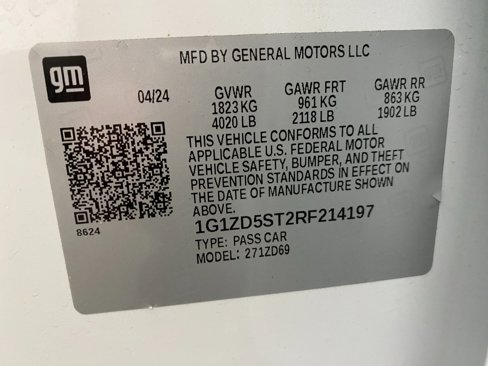 gm
MFD BY GENERAL MOTORS LLC
04/24 GVWR GAWR FRT GAWR RR
1823 KG 961 KG 863 KG
4020 LB 2118 LB 1902 LB
THIS VEHICLE CONFORMS TO ALL
APPLICABLE U.S. FEDERAL MOTOR
VEHICLE SAFETY, BUMPER, AND THEFT
PREVENTION STANDARDS IN EFFECT ON
THE DATE OF MANUFACTURE SHOWN
ABOVE.
8624
1G1ZD5ST2RF214197
TYPE: PASS CAR
MODEL: 271ZD69